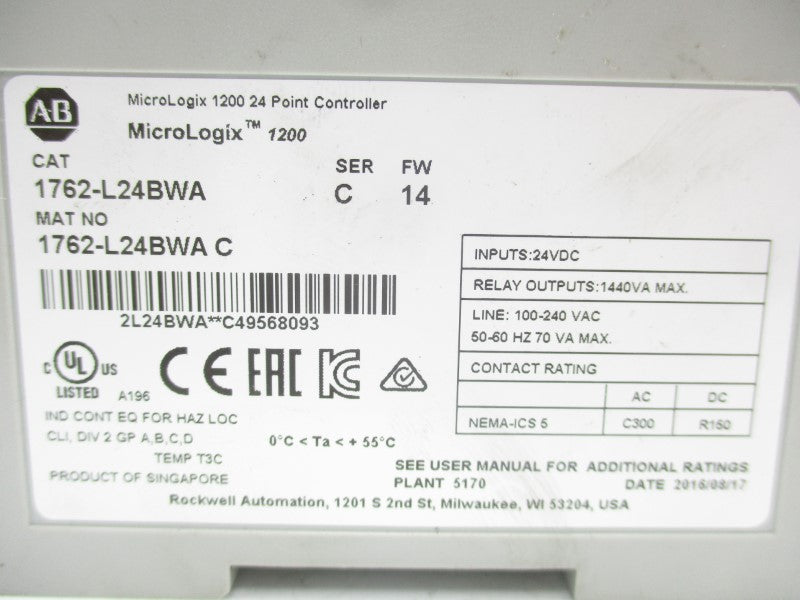 AB
MicroLogix 1200 24 Point Controller
MicroLogix™ 1200
CAT SER FW
1762-L24BWA C 14
MAT NO
1762-L24BWA C
2L24BWA**C49568093
C UL US
LISTED A196
CE EAC KC
IND CONT EQ FOR HAZ LOC
CLI, DIV 2 GP A,B,C,D 0°C < Ta < + 55°C
TEMP T3C
PRODUCT OF SINGAPORE
INPUTS:24VDC
RELAY OUTPUTS:1440VA MAX.
LINE: 100-240 VAC
50-60 HZ 70 VA MAX.
CONTACT RATING
AC DC
NEMA-ICS 5 C300 R150
SEE USER MANUAL FOR ADDITIONAL RATINGS
PLANT 5170 DATE 2016/08/17
Rockwell Automation, 1201 S 2nd St, Milwaukee, WI 53204, USA